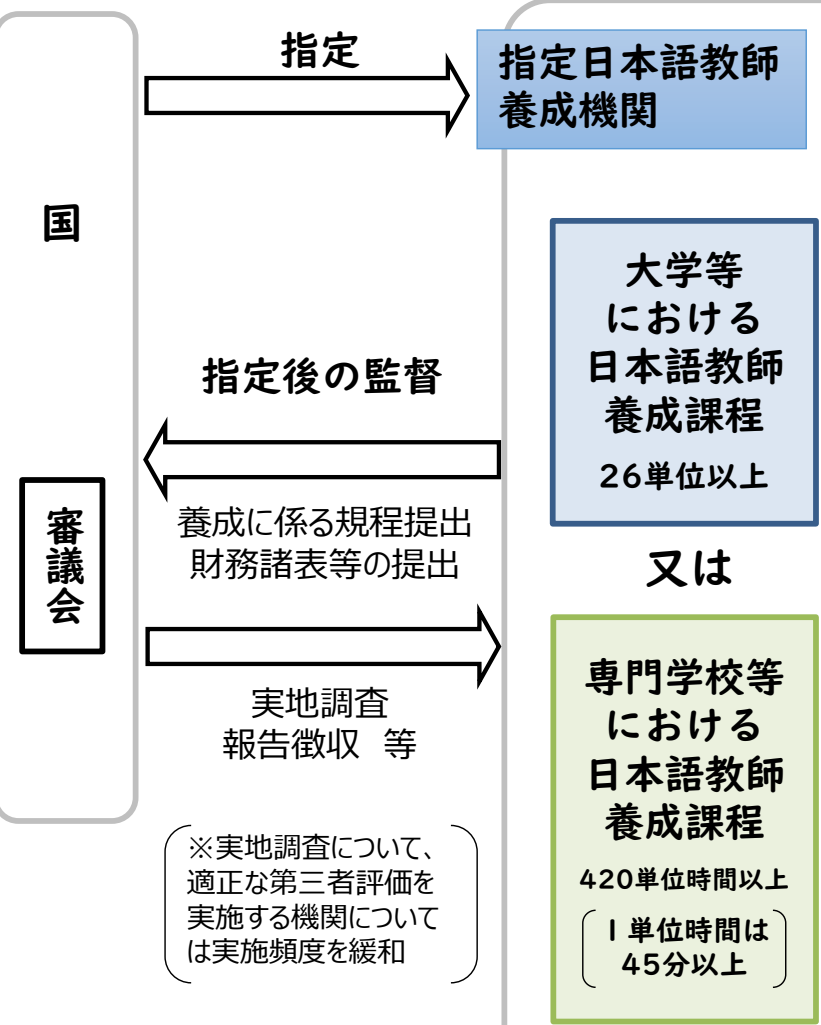 指定
指定日本語教師
養成機関
国
大学等
における
日本語教師
養成課程
26単位以上
指定後の監督
養成に係る規程提出
財務諸表等の提出
審議会
又は
実地調査
報告徴収 等
専門学校等
における
日本語教師
養成課程
420単位時間以上
1単位時間は
45分以上
※実地調査について、
適正な第三者評価を
実施する機関について
は実施頻度を緩和